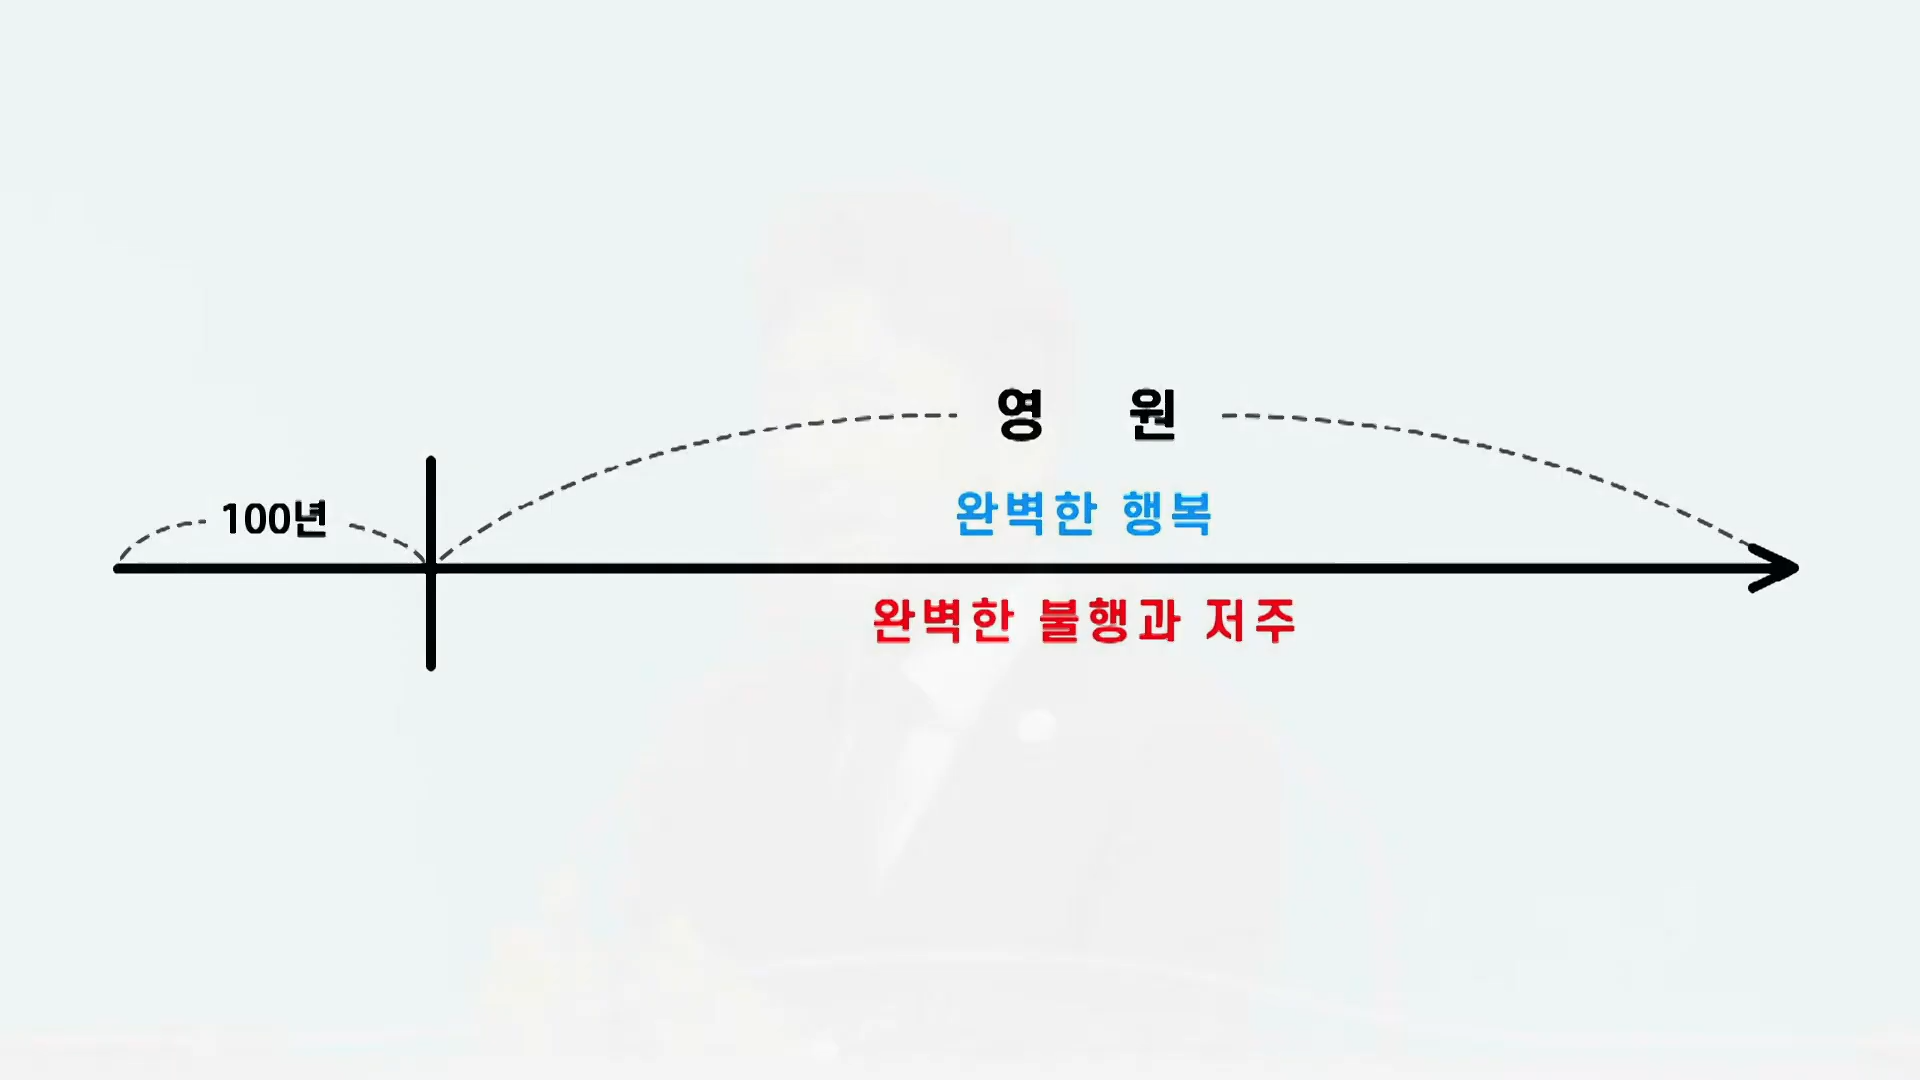 영 원
100년
완벽한 행복
완벽한 불행과 저주